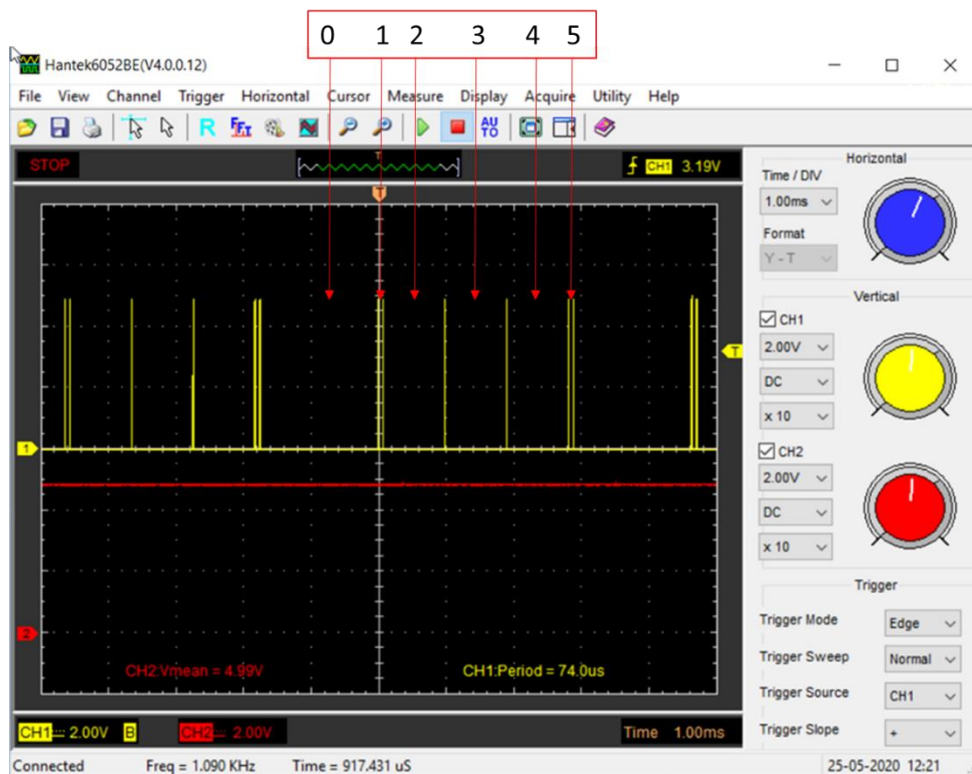 0 1 2 3 4 5
Hantek6052BE(V4.0.0.12)
File View Channel Trigger Horizontal Cursor Measure Display Acquire Utility Help
R FFT AUTO
STOP
T
CH1 3.19V
T
T
1
2
CH2:Vmean = 4.99V
CH1:Period = 74.0us
CH1 2.00V B
CH2 2.00V
Time 1.00ms
Horizontal
Time / DIV
1.00ms
Format
Y - T
Vertical
CH1
2.00V
DC
x 10
CH2
2.00V
DC
x 10
Trigger
Trigger Mode Edge
Trigger Sweep Normal
Trigger Source CH1
Trigger Slope +
Connected Freq = 1.090 KHz Time = 917.431 uS 25-05-2020 12:21